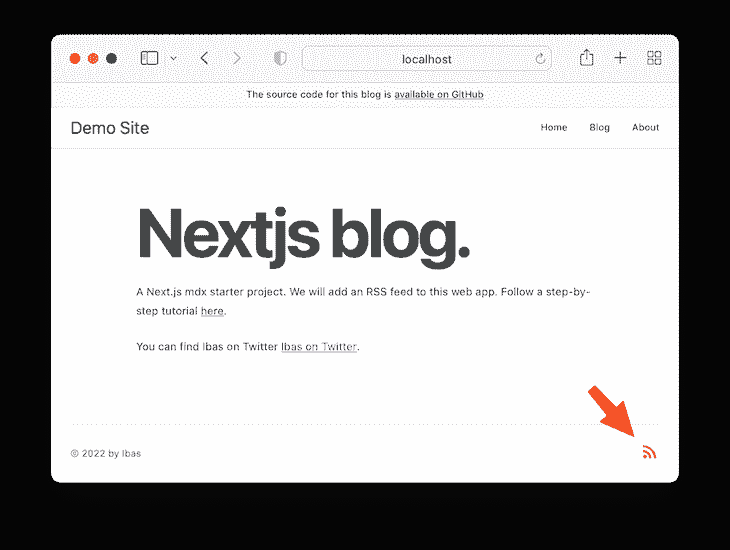 localhost
The source code for this blog is available on GitHub
Demo Site
Home Blog About
Nextjs blog.
A Next.js mdx starter project. We will add an RSS feed to this web app. Follow a step-by-
step tutorial here.
You can find Ibas on Twitter Ibas on Twitter.
© 2022 by Ibas